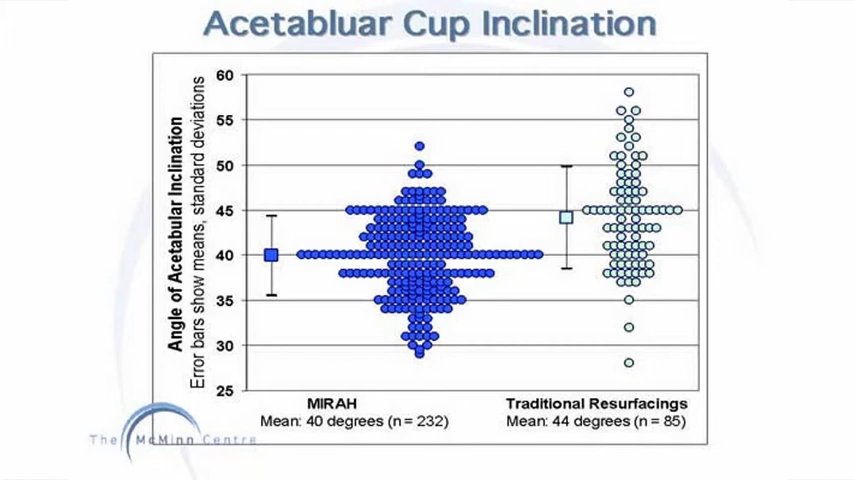 Acetabluar Cup Inclination
Angle of Acetabular Inclination
Error bars show means, standard deviations
60
55
50
45
40
35
30
25
MIRAH
Mean: 40 degrees (n = 232)
Traditional Resurfacings
Mean: 44 degrees (n = 85)
The McMinn Centre